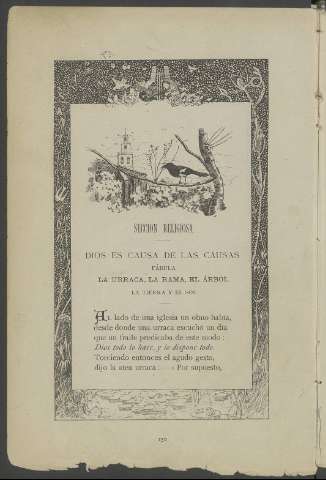 SECCION RELIGIOSA
DIOS ES CAUSA DE LAS CAUSAS
FÁBULA
LA URRACA, LA RAMA, EL ÁRBOL
LA TIERRA Y EL SOL
AL lado de una iglesia un olmo había,
desde donde una urraca escuchó un día
que un fraile predicaba de este modo:
Dios todo lo hace, y lo dispone todo.
Torciendo entonces el agudo gesto,
dijo la atea urraca: — « Por supuesto,